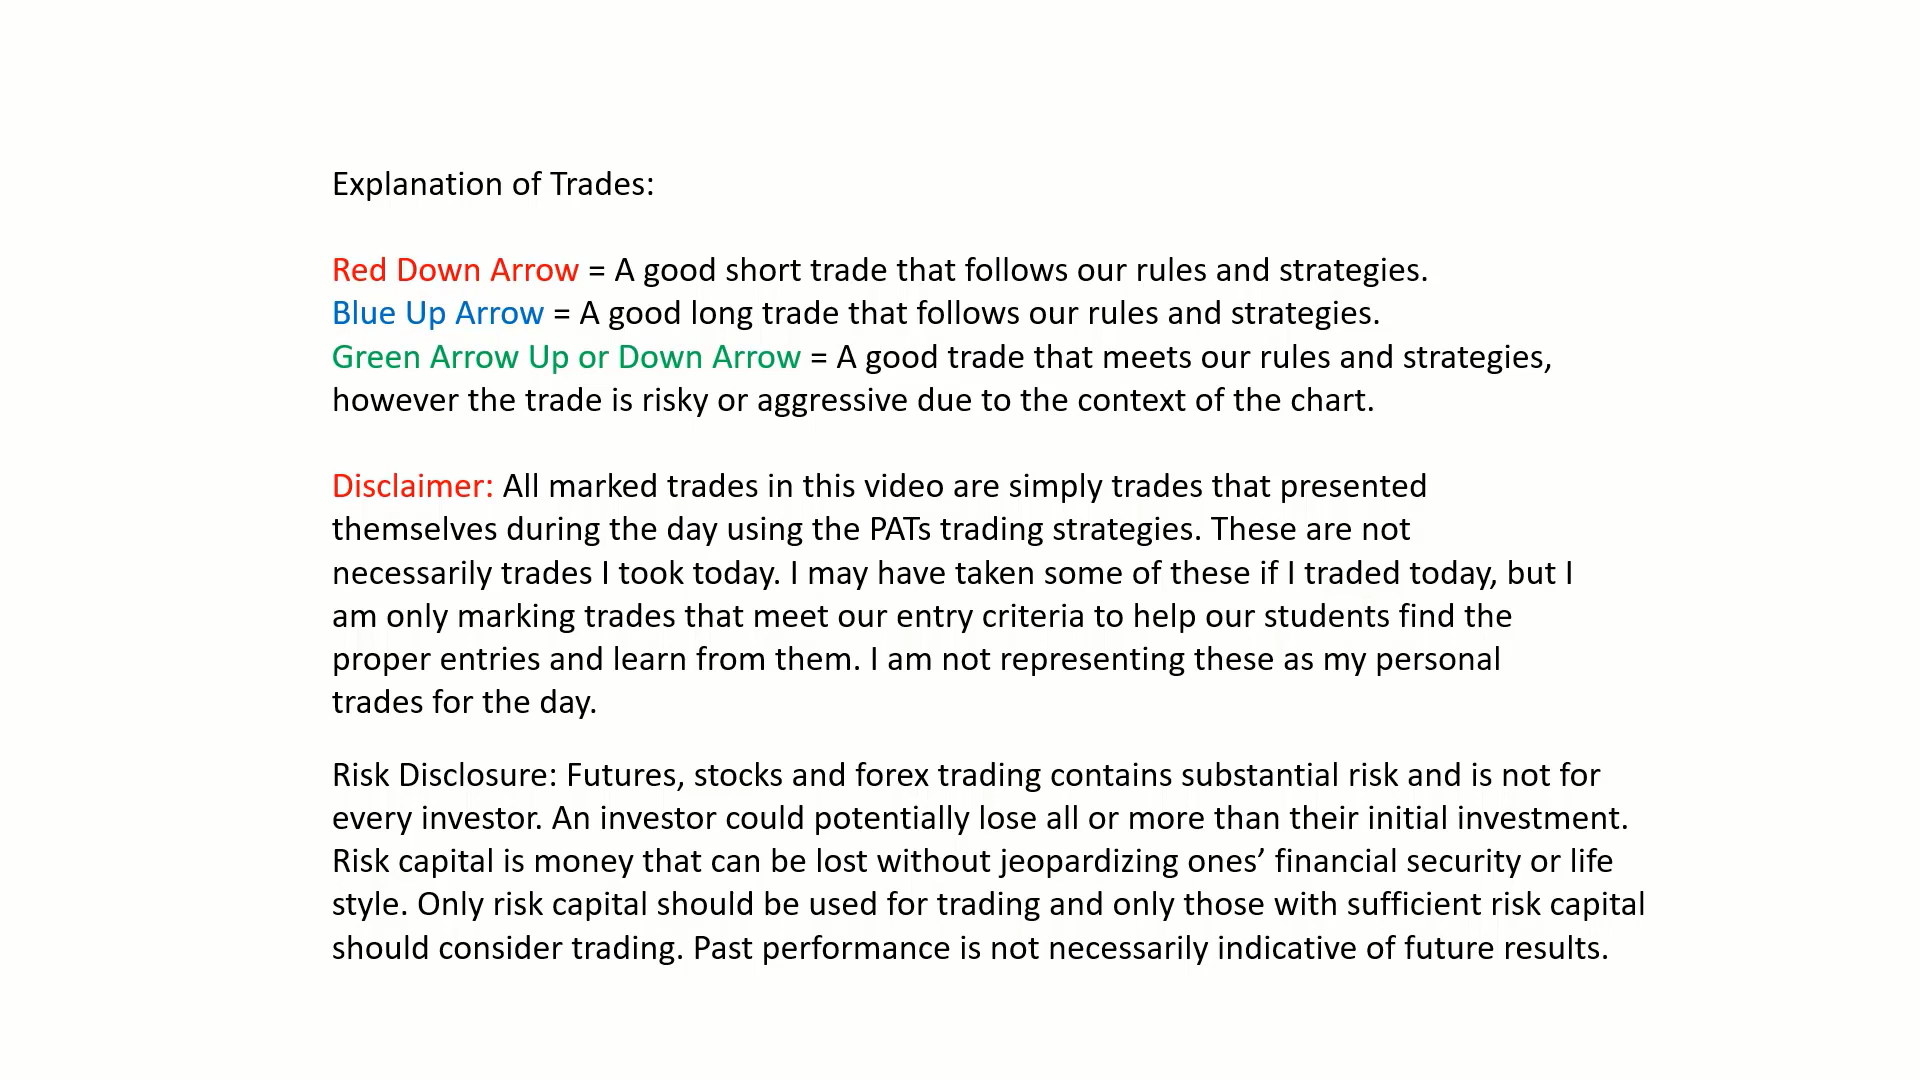 Explanation of Trades:
Red Down Arrow = A good short trade that follows our rules and strategies.
Blue Up Arrow = A good long trade that follows our rules and strategies.
Green Arrow Up or Down Arrow = A good trade that meets our rules and strategies,
however the trade is risky or aggressive due to the context of the chart.
Disclaimer: All marked trades in this video are simply trades that presented
themselves during the day using the PATs trading strategies. These are not
necessarily trades I took today. I may have taken some of these if I traded today, but I
am only marking trades that meet our entry criteria to help our students find the
proper entries and learn from them. I am not representing these as my personal
trades for the day.
Risk Disclosure: Futures, stocks and forex trading contains substantial risk and is not for
every investor. An investor could potentially lose all or more than their initial investment.
Risk capital is money that can be lost without jeopardizing ones’ financial security or life
style. Only risk capital should be used for trading and only those with sufficient risk capital
should consider trading. Past performance is not necessarily indicative of future results.